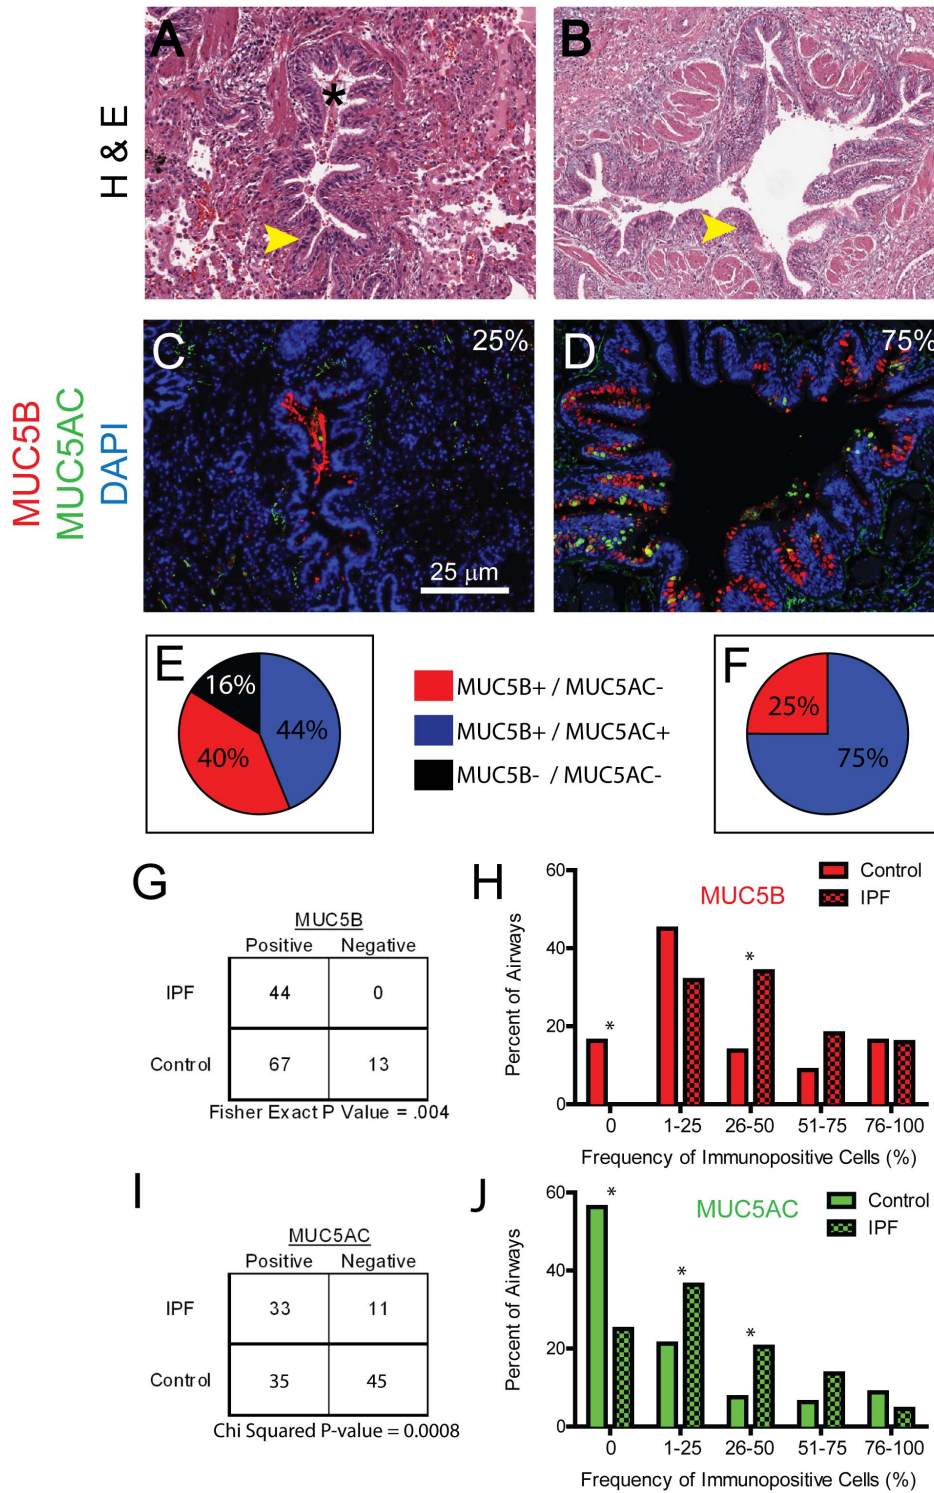 A
B
H & E
*
C
25%
D
75%
MUC5B
MUC5AC
DAPI
25 μm
E
16%
44%
40%
MUC5B+ / MUC5AC-
MUC5B+ / MUC5AC+
MUC5B- / MUC5AC-
F
25%
75%
G
MUC5B
Positive Negative
IPF 44 0
Control 67 13
Fisher Exact P Value = .004
H
MUC5B
Control
IPF
Percent of Airways
60
40
20
0
*
*
0 1-25 26-50 51-75 76-100
Frequency of Immunopositive Cells (%)
I
MUC5AC
Positive Negative
IPF 33 11
Control 35 45
Chi Squared P-value = 0.0008
J
MUC5AC
Control
IPF
Percent of Airways
60
40
20
0
*
*
*
0 1-25 26-50 51-75 76-100
Frequency of Immunopositive Cells (%)